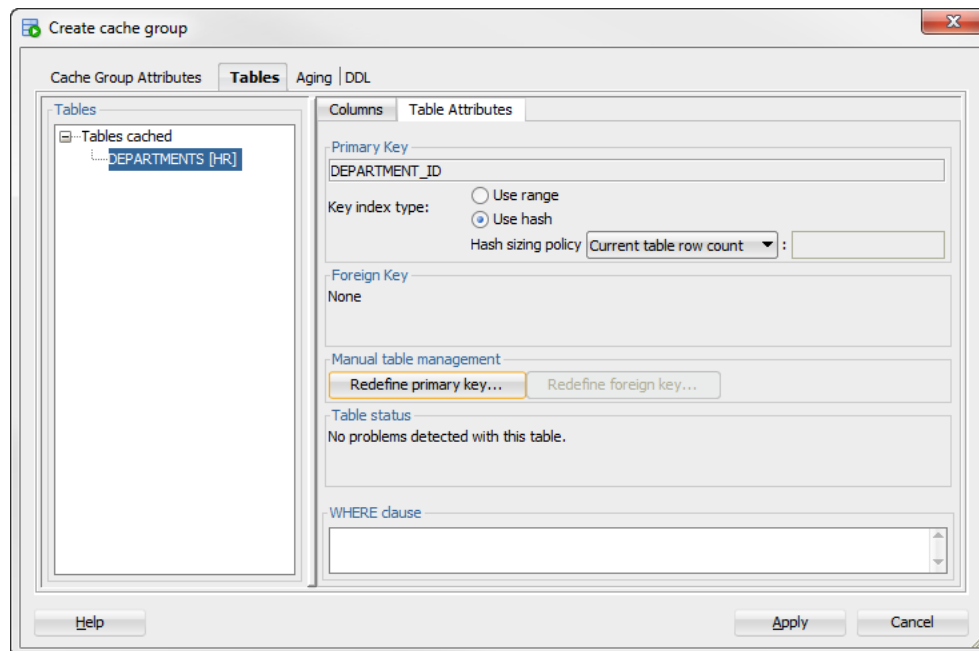 Create cache group
Cache Group Attributes Tables Aging DDL
Tables
Tables cached
DEPARTMENTS [HR]
Columns Table Attributes
Primary Key
DEPARTMENT_ID
Key index type:
Use range
Use hash
Hash sizing policy Current table row count :
Foreign Key
None
Manual table management
Redefine primary key... Redefine foreign key...
Table status
No problems detected with this table.
WHERE clause
Help Apply Cancel